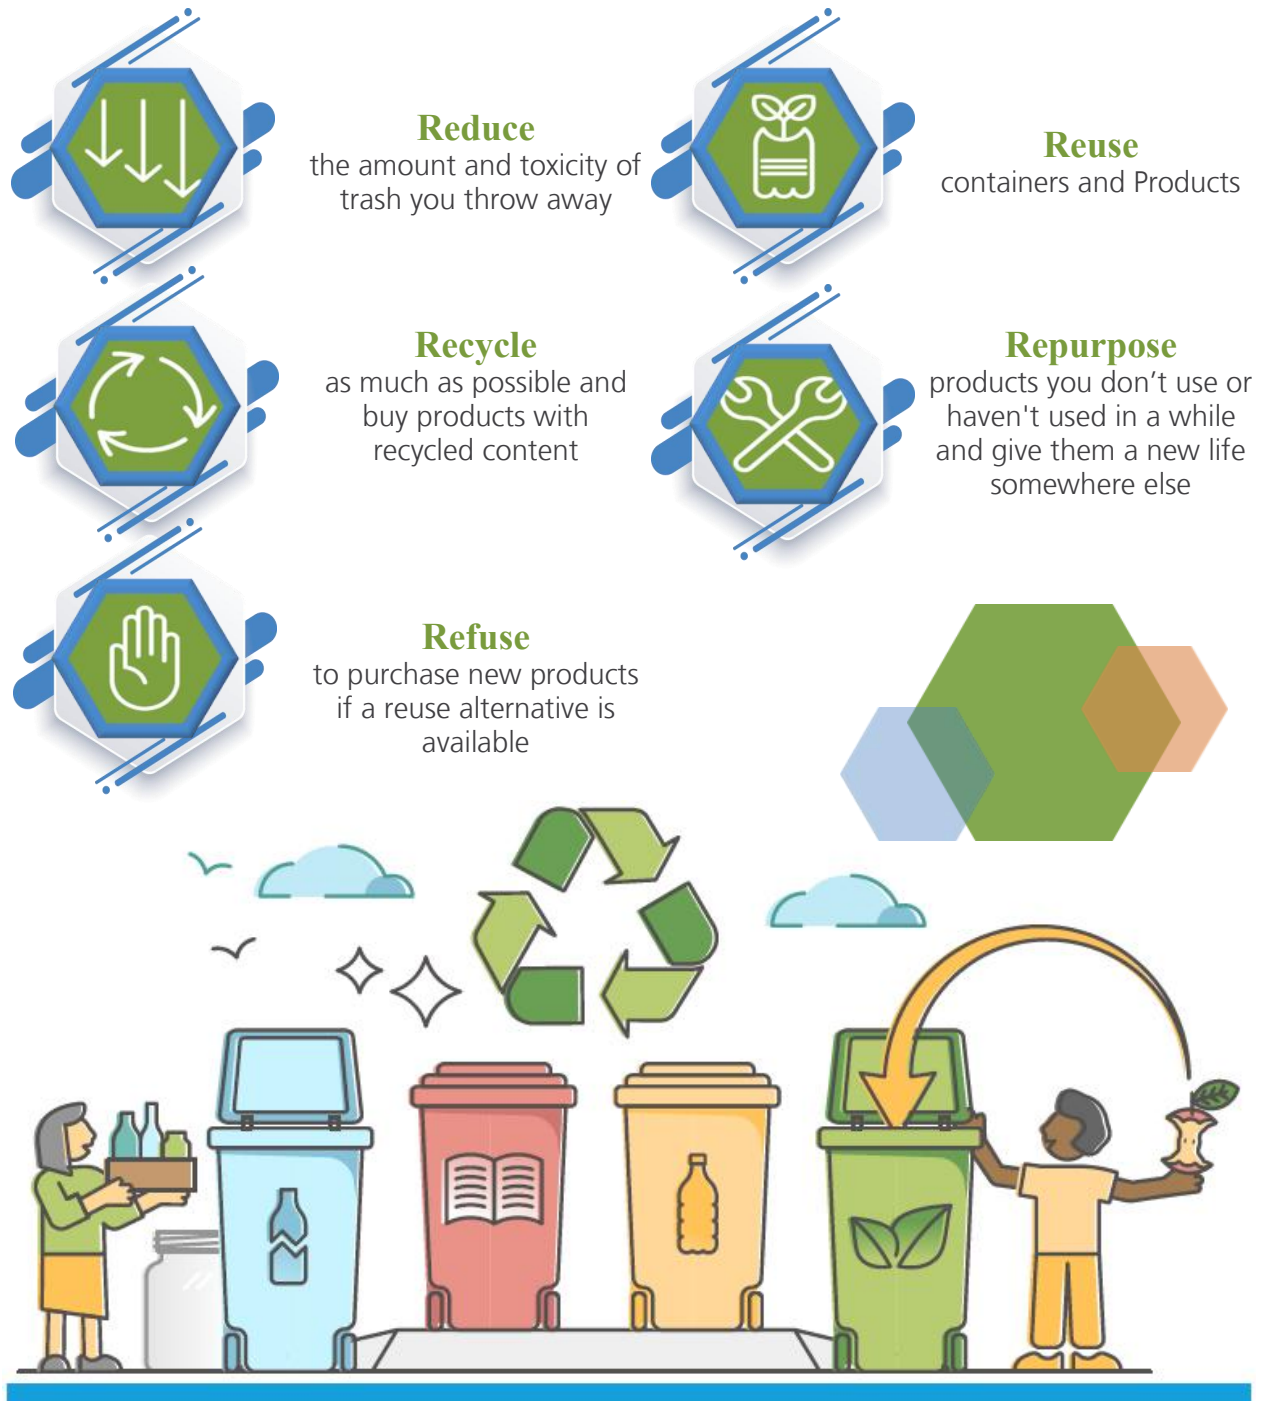 Reduce
the amount and toxicity of
trash you throw away
Reuse
containers and Products
Recycle
as much as possible and
buy products with
recycled content
Repurpose
products you don’t use or
haven't used in a while
and give them a new life
somewhere else
Refuse
to purchase new products
if a reuse alternative is
available